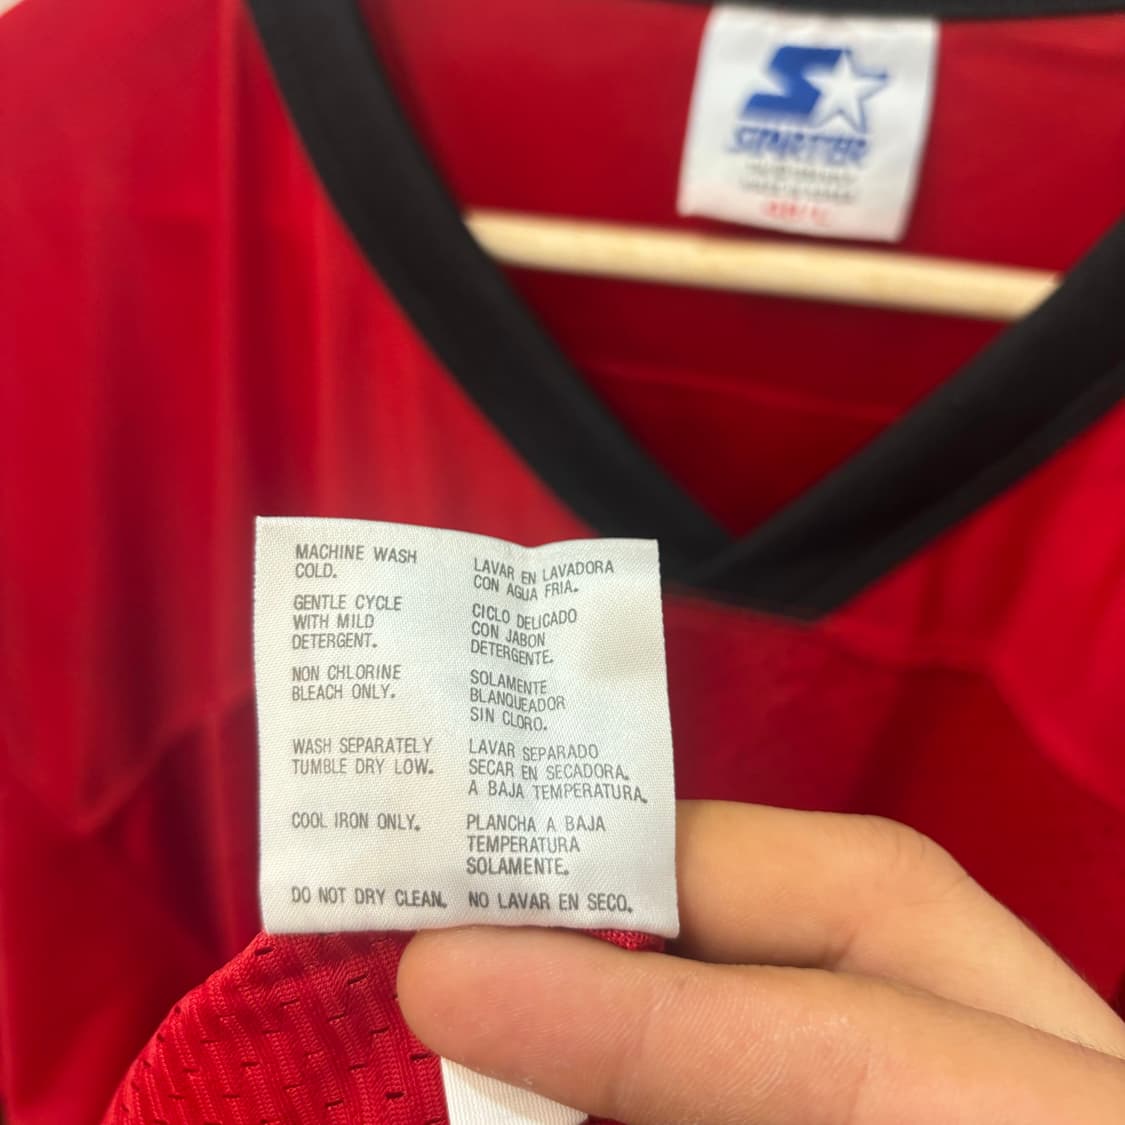 STARTER
MACHINE WASH
COLD.
GENTLE CYCLE
WITH MILD
DETERGENT.
NON CHLORINE
BLEACH ONLY.
WASH SEPARATELY
TUMBLE DRY LOW.
COOL IRON ONLY.
DO NOT DRY CLEAN.
LAVAR EN LAVADORA
CON AGUA FRIA.
CICLO DELICADO
CON JABON
DETERGENTE.
SOLAMENTE
BLANQUEADOR
SIN CLORO.
LAVAR SEPARADO
SECAR EN SECADORA.
A BAJA TEMPERATURA.
PLANCHA A BAJA
TEMPERATURA
SOLAMENTE.
NO LAVAR EN SECO.